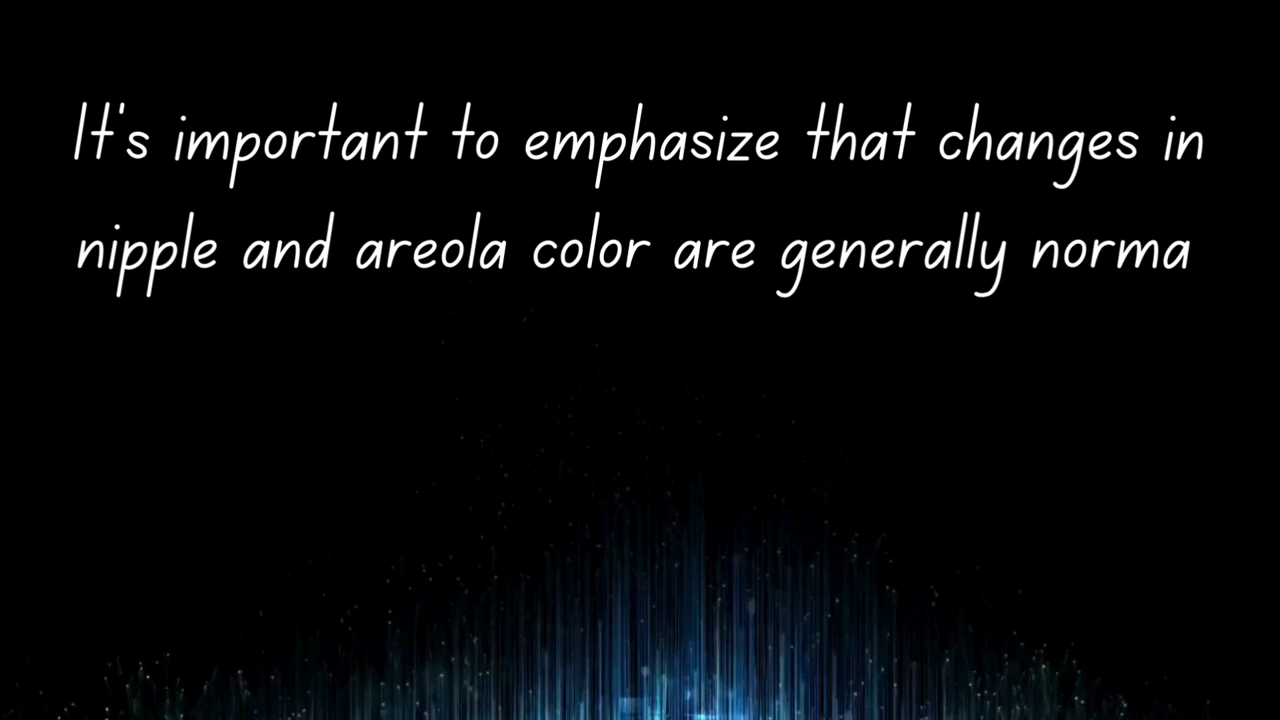 It's important to emphasize that changes in
nipple and areola color are generally norma